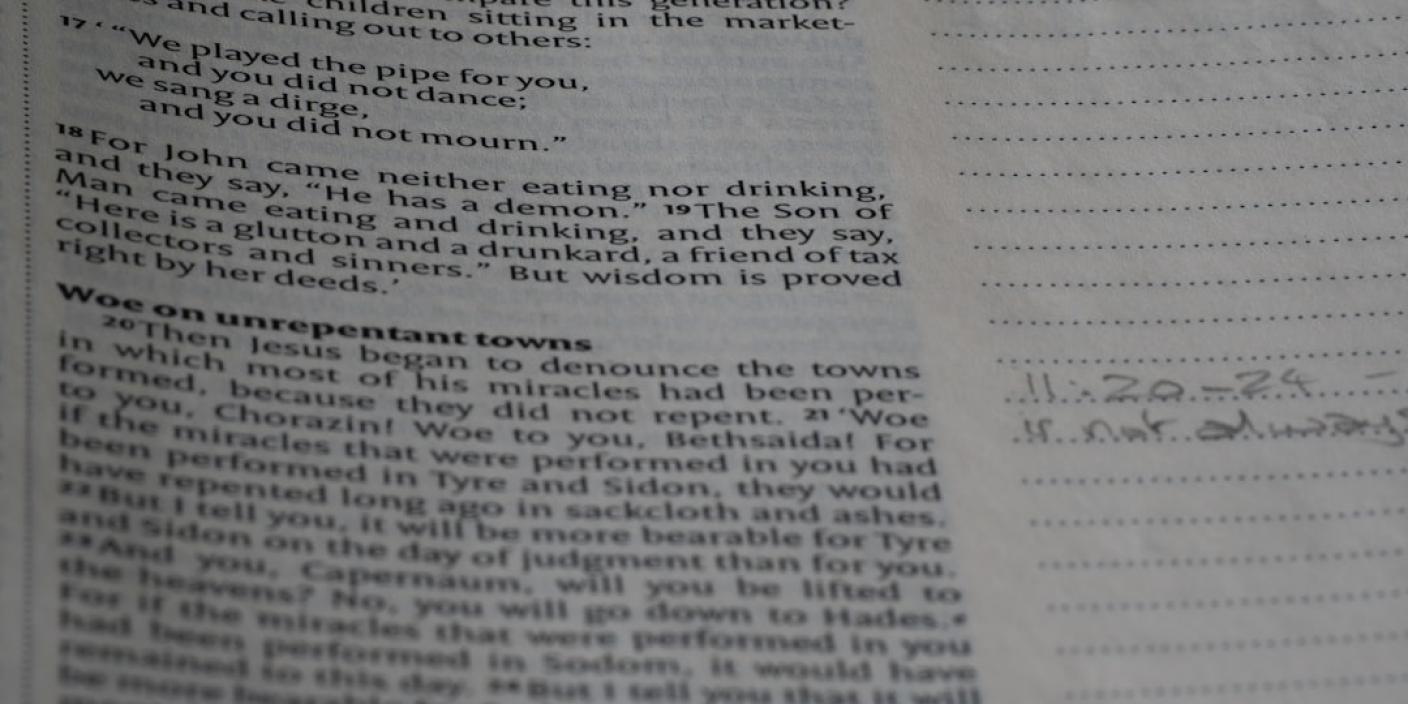 children sitting in the market-
and calling out to others:
17 ‘ “We played the pipe for you,
and you did not dance;
we sang a dirge,
and you did not mourn.”
18 For John came neither eating nor drinking,
and they say, “He has a demon.” 19 The Son of
Man came eating and drinking, and they say,
“Here is a glutton and a drunkard, a friend of tax
collectors and sinners.” But wisdom is proved
right by her deeds.’
Woe on unrepentant towns
20 Then Jesus began to denounce the towns
in which most of his miracles had been per-
formed, because they did not repent. 21 ‘Woe
to you, Chorazin! Woe to you, Bethsaida! For
if the miracles that were performed in you had
been performed in Tyre and Sidon, they would
have repented long ago in sackcloth and ashes.
22 But I tell you, it will be more bearable for Tyre
and Sidon on the day of judgment than for you.
23 And you, Capernaum, will you be lifted to
the heavens? No, you will go down to Hades.
For if the miracles that were performed in you
had been performed in Sodom, it would have
remained to this day. 24 But I tell you that it will
11:20-24 -
not always